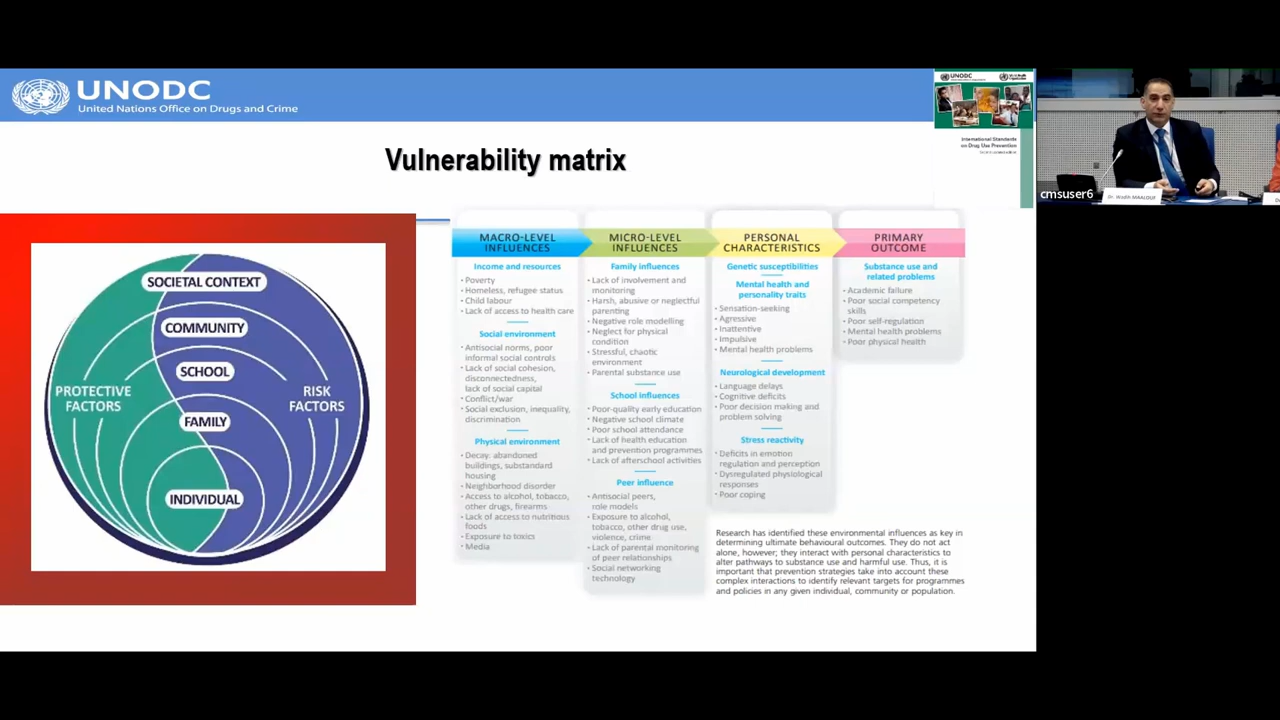 UNODC
United Nations Office on Drugs and Crime
UNODC
International Standards
on Drug Use Prevention
cmsuser6
Vulnerability matrix
SOCIETAL CONTEXT
COMMUNITY
SCHOOL
FAMILY
INDIVIDUAL
PROTECTIVE
FACTORS
RISK
FACTORS
MACRO-LEVEL
INFLUENCES
Income and resources
• Poverty
• Homeless, refugee status
• Child labour
• Lack of access to health care
Social environment
• Antisocial norms, poor
informal social controls
• Lack of social cohesion,
disconnectedness,
lack of social capital
• Conflict/war
• Social exclusion, inequality,
discrimination
Physical environment
• Decay: abandoned
buildings, substandard
housing
• Neighborhood disorder
• Access to alcohol, tobacco,
other drugs, firearms
• Lack of access to nutritious
foods
• Exposure to toxics
• Media
MICRO-LEVEL
INFLUENCES
Family influences
• Lack of involvement and
monitoring
• Harsh, abusive or neglectful
parenting
• Negative role modelling
• Neglect for physical
condition
• Stressful, chaotic
environment
• Parental substance use
School influences
• Poor-quality early education
• Negative school climate
• Poor school attendance
• Lack of health education
and prevention programmes
• Lack of afterschool activities
Peer influence
• Antisocial peers,
role models
• Exposure to alcohol,
tobacco, other drug use,
violence, crime
• Lack of parental monitoring
of peer relationships
• Social networking
technology
PERSONAL
CHARACTERISTICS
Genetic susceptibilities
Mental health and
personality traits
• Sensation-seeking
• Agressive
• Inattentive
• Impulsive
• Mental health problems
Neurological development
• Language delays
• Cognitive deficits
• Poor decision making and
problem solving
Stress reactivity
• Deficits in emotion
regulation and perception
• Dysregulated physiological
responses
• Poor coping
PRIMARY
OUTCOME
Substance use and
related problems
• Academic failure
• Poor social competency
skills
• Poor self-regulation
• Mental health problems
• Poor physical health
Research has identified these environmental influences as key in
determining ultimate behavioural outcomes. They do not act
alone, however; they interact with personal characteristics to
alter pathways to substance use and harmful use. Thus, it is
important that prevention strategies take into account these
complex interactions to identify relevant targets for programmes
and policies in any given individual, community or population.